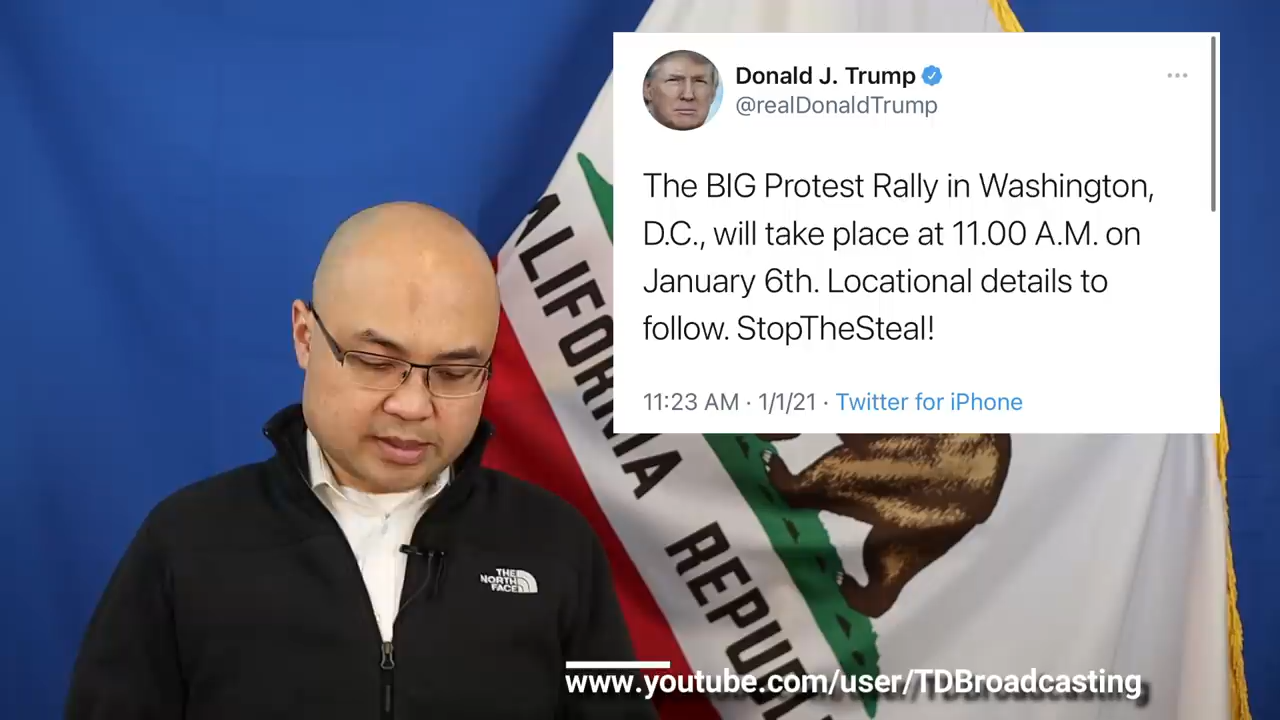 Donald J. Trump
@realDonaldTrump
The BIG Protest Rally in Washington,
D.C., will take place at 11.00 A.M. on
January 6th. Locational details to
follow. StopTheSteal!
11:23 AM · 1/1/21 · Twitter for iPhone
ALIFORNIA REPUBL
THE
NORTH
FACE
www.youtube.com/user/TDBroadcasting